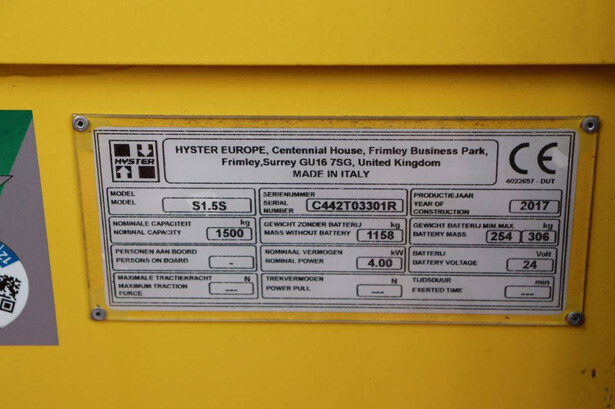 HYSTER
HYSTER EUROPE, Centennial House, Frimley Business Park,
Frimley,Surrey GU16 7SG, United Kingdom
MADE IN ITALY
CE
4022657 - DUT
MODEL
MODEL
S1.5S
SERIENUMMER
SERIAL
NUMBER
C442T03301R
PRODUCTIEJAAR
YEAR OF
CONSTRUCTION
2017
NOMINALE CAPACITEIT kg
NOMINAL CAPACITY 1500
GEWICHT ZONDER BATTERIJ kg
MASS WITHOUT BATTERY 1158
GEWICHT BATTERIJ MIN.MAX. kg
BATTERY MASS 254 306
PERSONEN AAN BOORD
PERSONS ON BOARD -
NOMINAAL VERMOGEN kW
NOMINAL POWER 4.00
BATTERIJ Volt
BATTERY VOLTAGE 24
MAXIMALE TRACTIEKRACHT N
MAXIMUM TRACTION
FORCE ---
TREKVERMOGEN N
POWER PULL ---
TIJDSDUUR min
EXERTED TIME ---